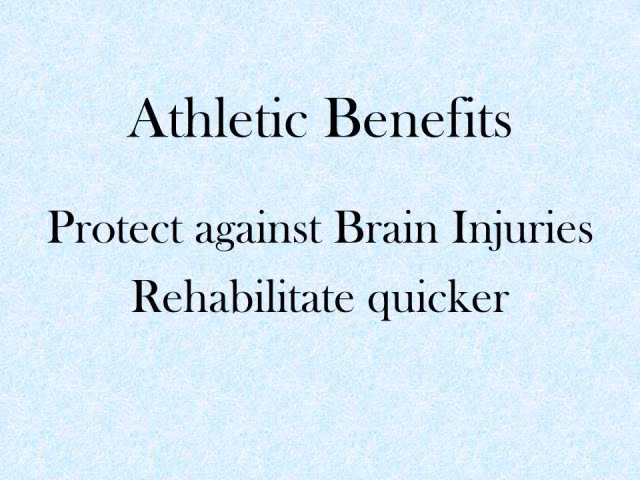 Athletic Benefits
Protect against Brain Injuries
Rehabilitate quicker